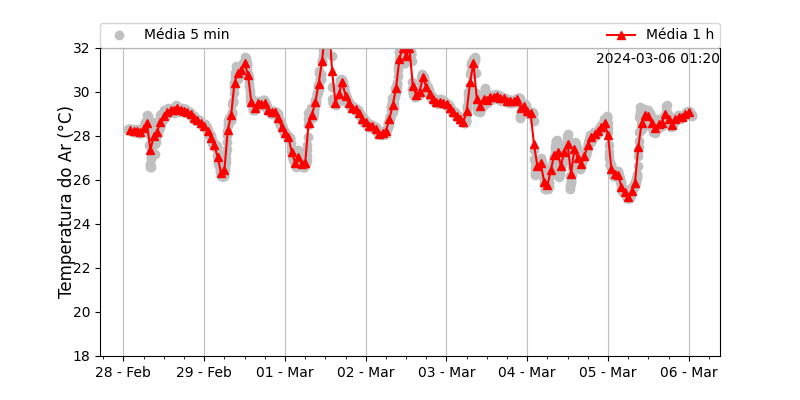 Média 5 min
Média 1 h
2024-03-06 01:20
Temperatura do Ar (°C)
32
30
28
26
24
22
20
18
28 - Feb
29 - Feb
01 - Mar
02 - Mar
03 - Mar
04 - Mar
05 - Mar
06 - Mar